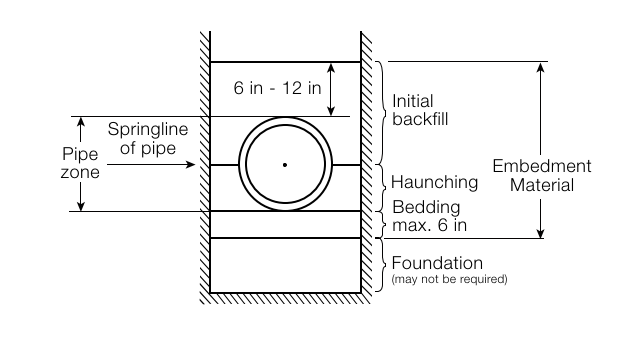 6 in - 12 in
Initial
backfill
Springline
of pipe
Pipe
zone
Embedment
Material
Haunching
Bedding
max. 6 in
Foundation
(may not be required)